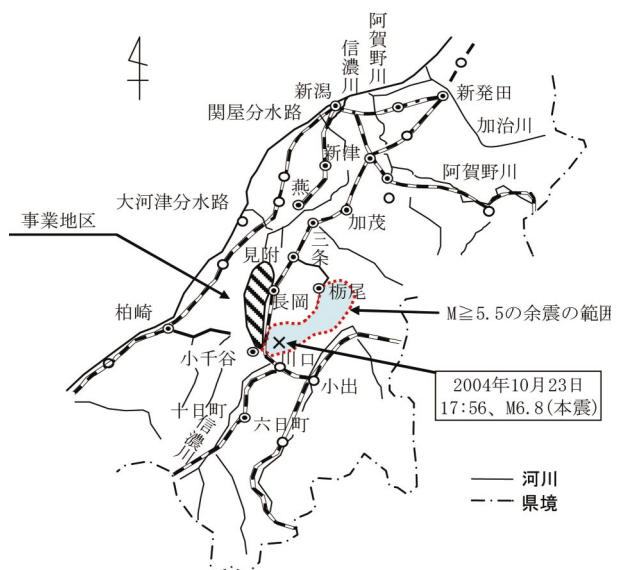 阿賀野川
信濃川
新潟
新発田
関屋分水路
加治川
新津
阿賀野川
燕
大河津分水路
加茂
事業地区
三条
見附
栃尾
長岡
M≧5.5の余震の範囲
柏崎
小千谷
川口
小出
2004年10月23日
17:56、M6.8(本震)
十日町
六日町
信濃川
河川
県境